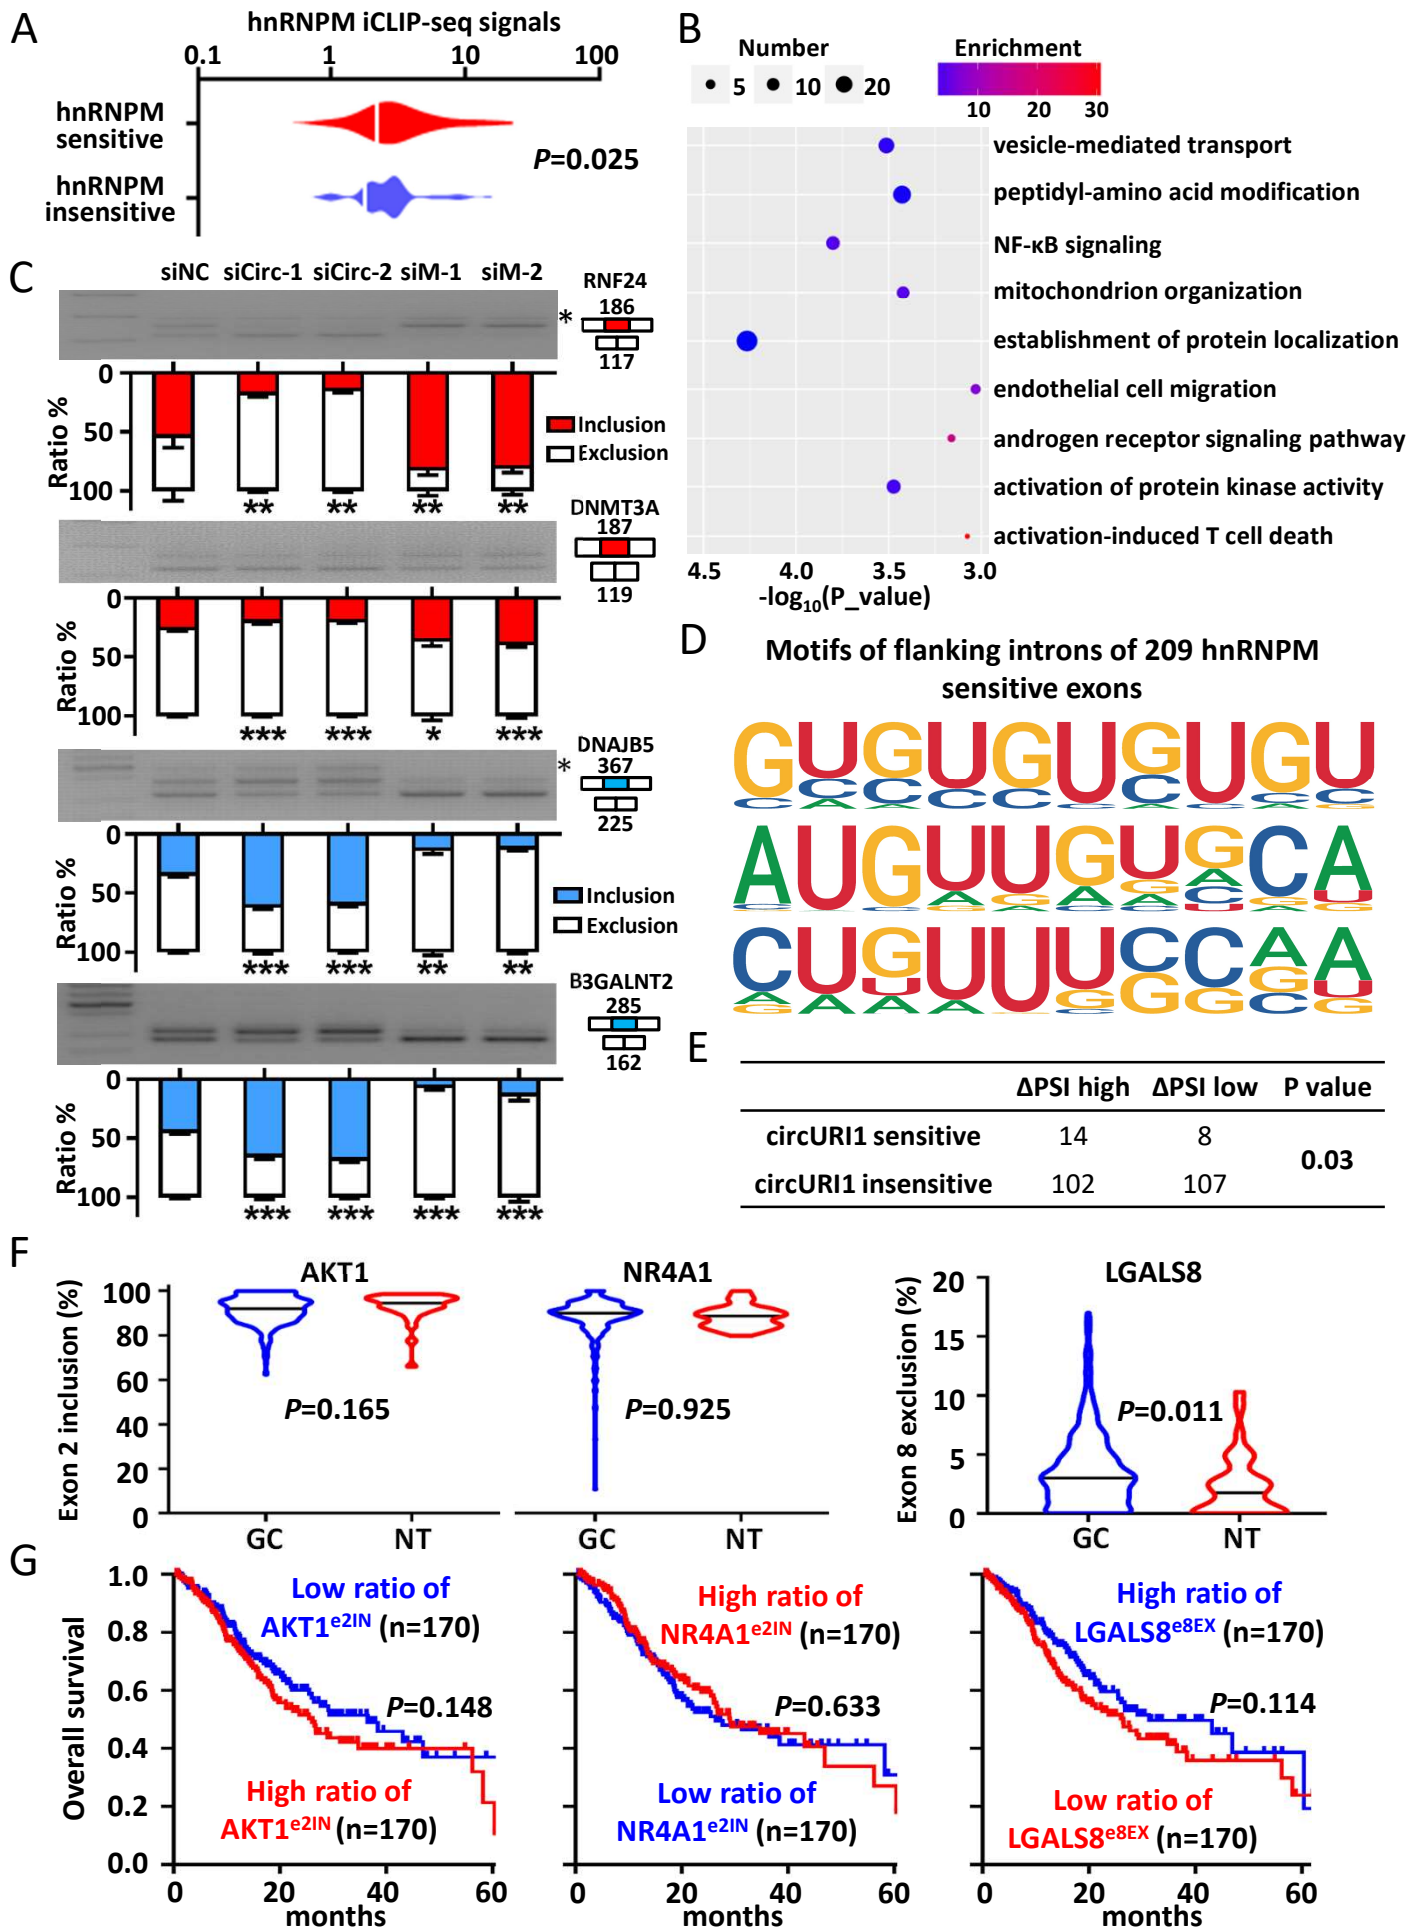 A
hnRNPM iCLIP-seq signals
0.1 1 10 100
hnRNPM
sensitive
hnRNPM
insensitive
P=0.025
B
Number
Enrichment
5 10 20
10 20 30
vesicle-mediated transport
peptidyl-amino acid modification
NF-κB signaling
mitochondrion organization
establishment of protein localization
endothelial cell migration
androgen receptor signaling pathway
activation of protein kinase activity
activation-induced T cell death
4.5 4.0 3.5 3.0
-log10(P_value)
C
siNC siCirc-1 siCirc-2 siM-1 siM-2
RNF24
186
*
117
0
50
100
Ratio %
Inclusion
Exclusion
** ** ** **
DNMT3A
187
119
0
50
100
Ratio %
*** *** * ***
DNAJB5
* 367
225
0
50
100
Ratio %
Inclusion
Exclusion
*** *** ** **
B3GALNT2
285
162
0
50
100
Ratio %
*** *** *** ***
D
Motifs of flanking introns of 209 hnRNPM
sensitive exons
GUGUGUGUGU
AUGUUGUGCA
CUGUUUCCAA
E
ΔPSI high ΔPSI low P value
circURI1 sensitive 14 8
0.03
circURI1 insensitive 102 107
F
AKT1
Exon 2 inclusion (%)
100
80
60
40
20
0
P=0.165
GC NT
NR4A1
P=0.925
GC NT
LGALS8
Exon 8 exclusion (%)
20
15
10
5
0
P=0.011
GC NT
G
Overall survival
1.0
0.8
0.6
0.4
0.2
0.0
Low ratio of
AKT1e2IN (n=170)
P=0.148
High ratio of
AKT1e2IN (n=170)
0 20 40 60
months
High ratio of
NR4A1e2IN (n=170)
P=0.633
Low ratio of
NR4A1e2IN (n=170)
0 20 40 60
months
High ratio of
LGALS8e8EX (n=170)
P=0.114
Low ratio of
LGALS8e8EX (n=170)
0 20 40 60
months